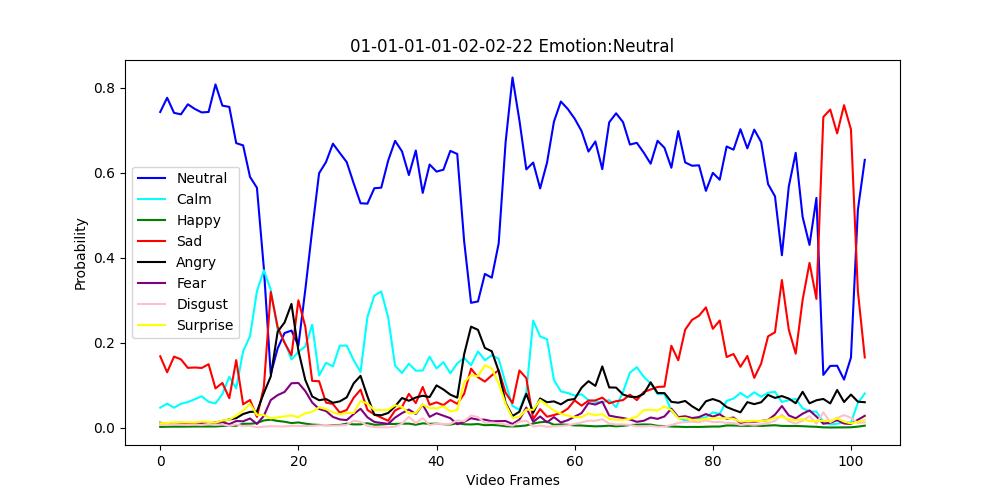 01-01-01-01-02-02-22 Emotion:Neutral
Probability
0.8
0.6
0.4
0.2
0.0
Neutral
Calm
Happy
Sad
Angry
Fear
Disgust
Surprise
0 20 40 60 80 100
Video Frames